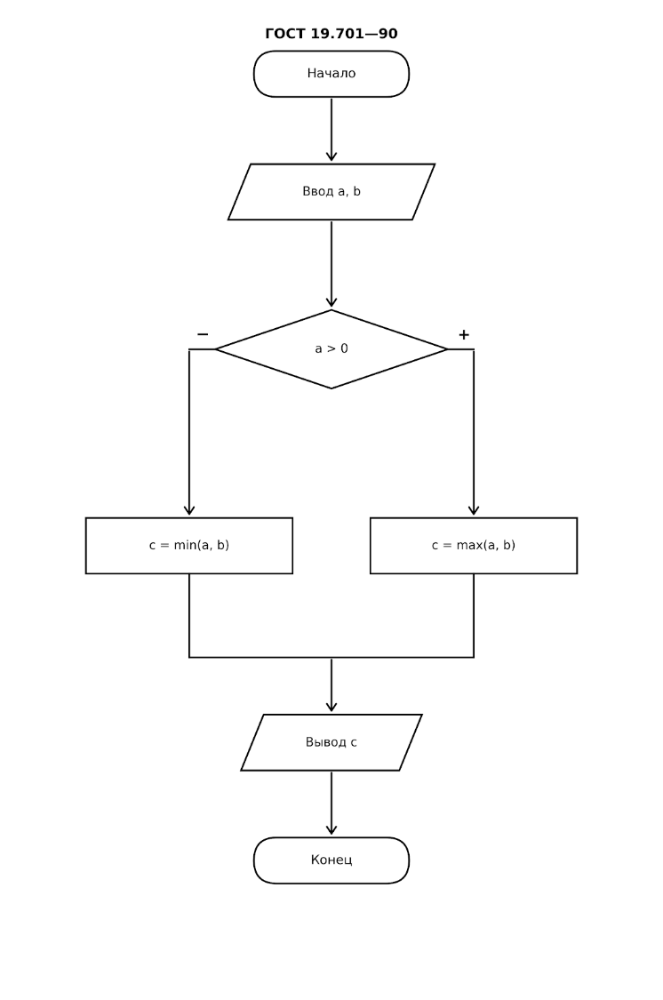 ГОСТ 19.701—90
Начало
Ввод a, b
− +
a > 0
c = min(a, b) c = max(a, b)
Вывод c
Конец